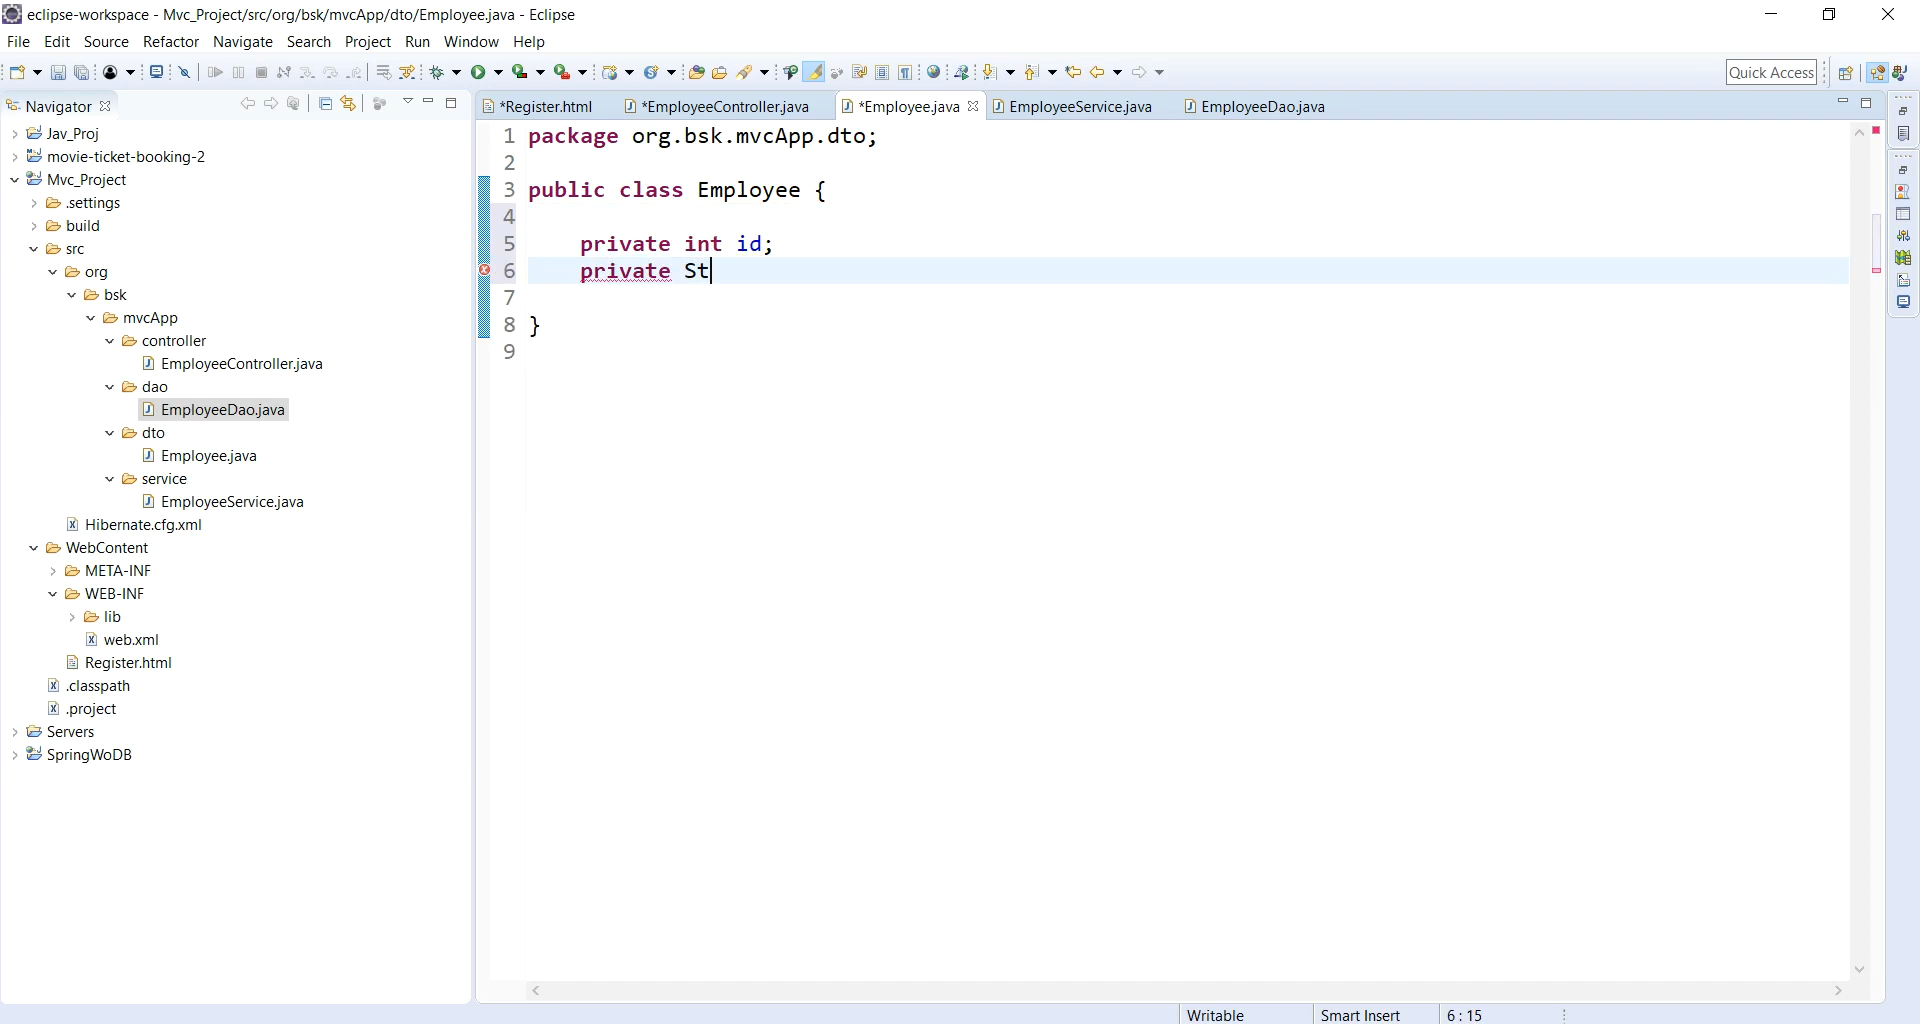 eclipse-workspace - Mvc_Project/src/org/bsk/mvcApp/dto/Employee.java - Eclipse
File Edit Source Refactor Navigate Search Project Run Window Help
Quick Access
Navigator
*Register.html *EmployeeController.java *Employee.java EmployeeService.java EmployeeDao.java
Jav_Proj
movie-ticket-booking-2
Mvc_Project
.settings
build
src
org
bsk
mvcApp
controller
EmployeeController.java
dao
EmployeeDao.java
dto
Employee.java
service
EmployeeService.java
Hibernate.cfg.xml
WebContent
META-INF
WEB-INF
lib
web.xml
Register.html
.classpath
.project
Servers
SpringWoDB
1 package org.bsk.mvcApp.dto;
2
3 public class Employee {
4
5 private int id;
6 private St
7
8 }
9
Writable Smart Insert 6 : 15